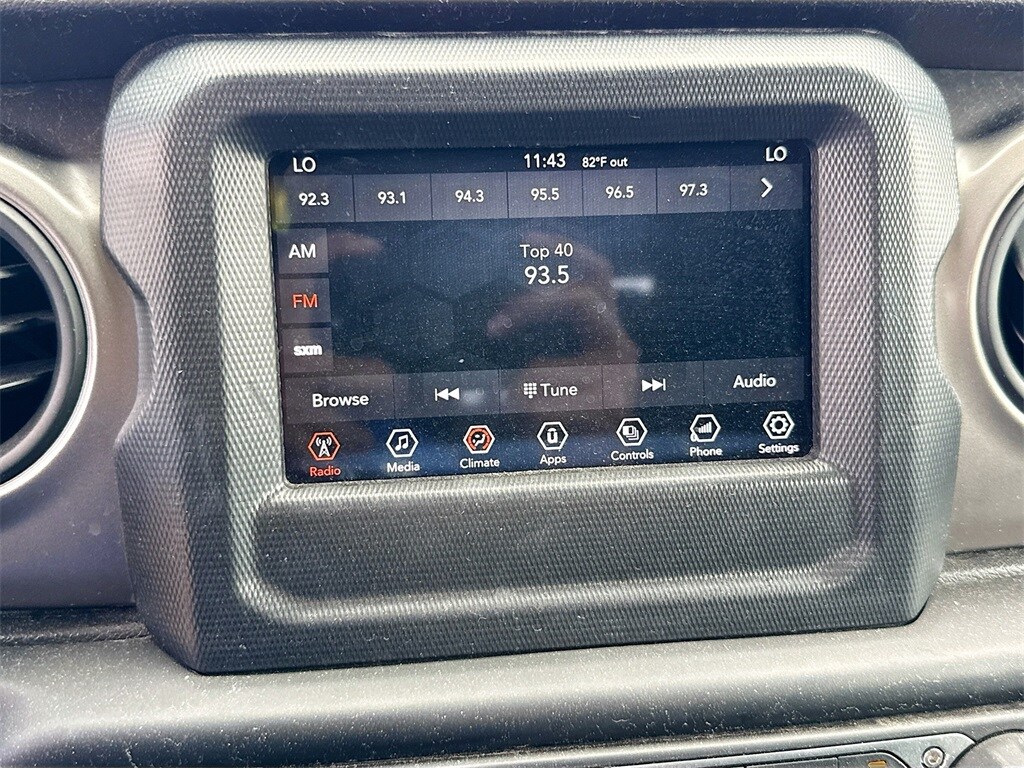 LO 11:43 82°F out LO
92.3 93.1 94.3 95.5 96.5 97.3
AM
Top 40
93.5
FM
sxm
Browse Tune Audio
Radio Media Climate Apps Controls Phone Settings